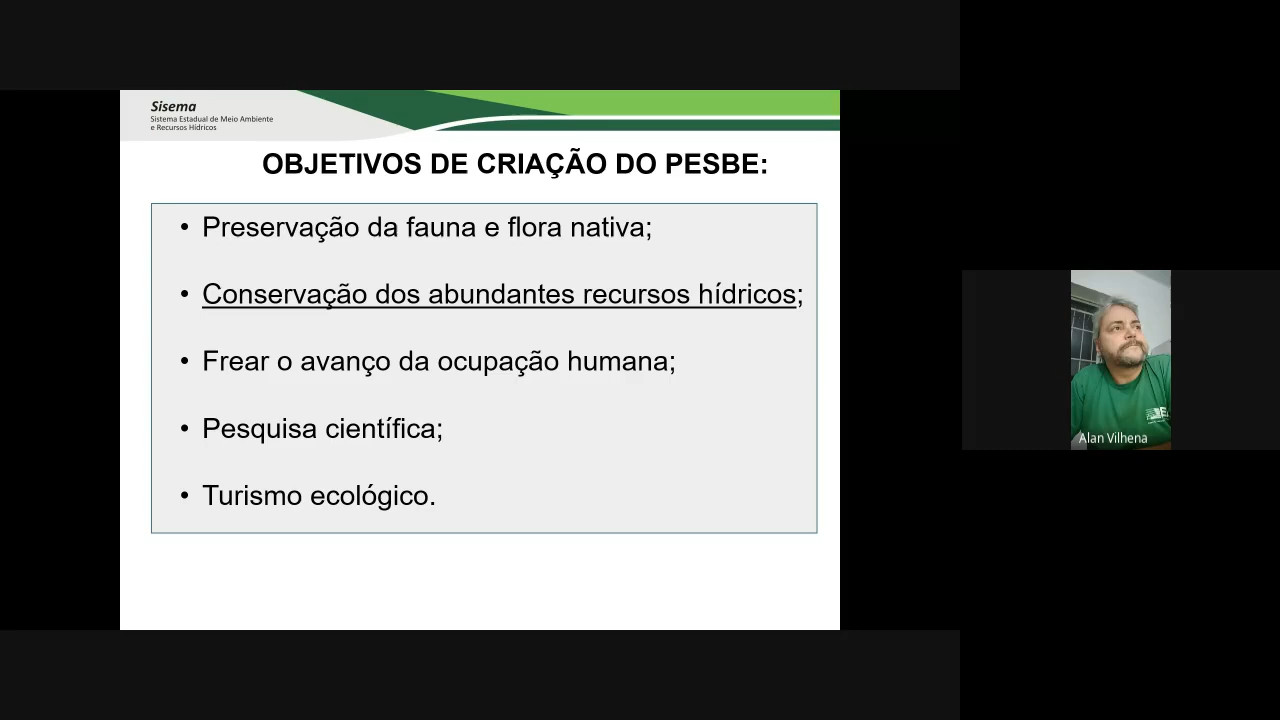 Sisema
Sistema Estadual de Meio Ambiente
e Recursos Hídricos
OBJETIVOS DE CRIAÇÃO DO PESBE:
• Preservação da fauna e flora nativa;
• Conservação dos abundantes recursos hídricos;
• Frear o avanço da ocupação humana;
• Pesquisa científica;
• Turismo ecológico.
Alan Vilhena